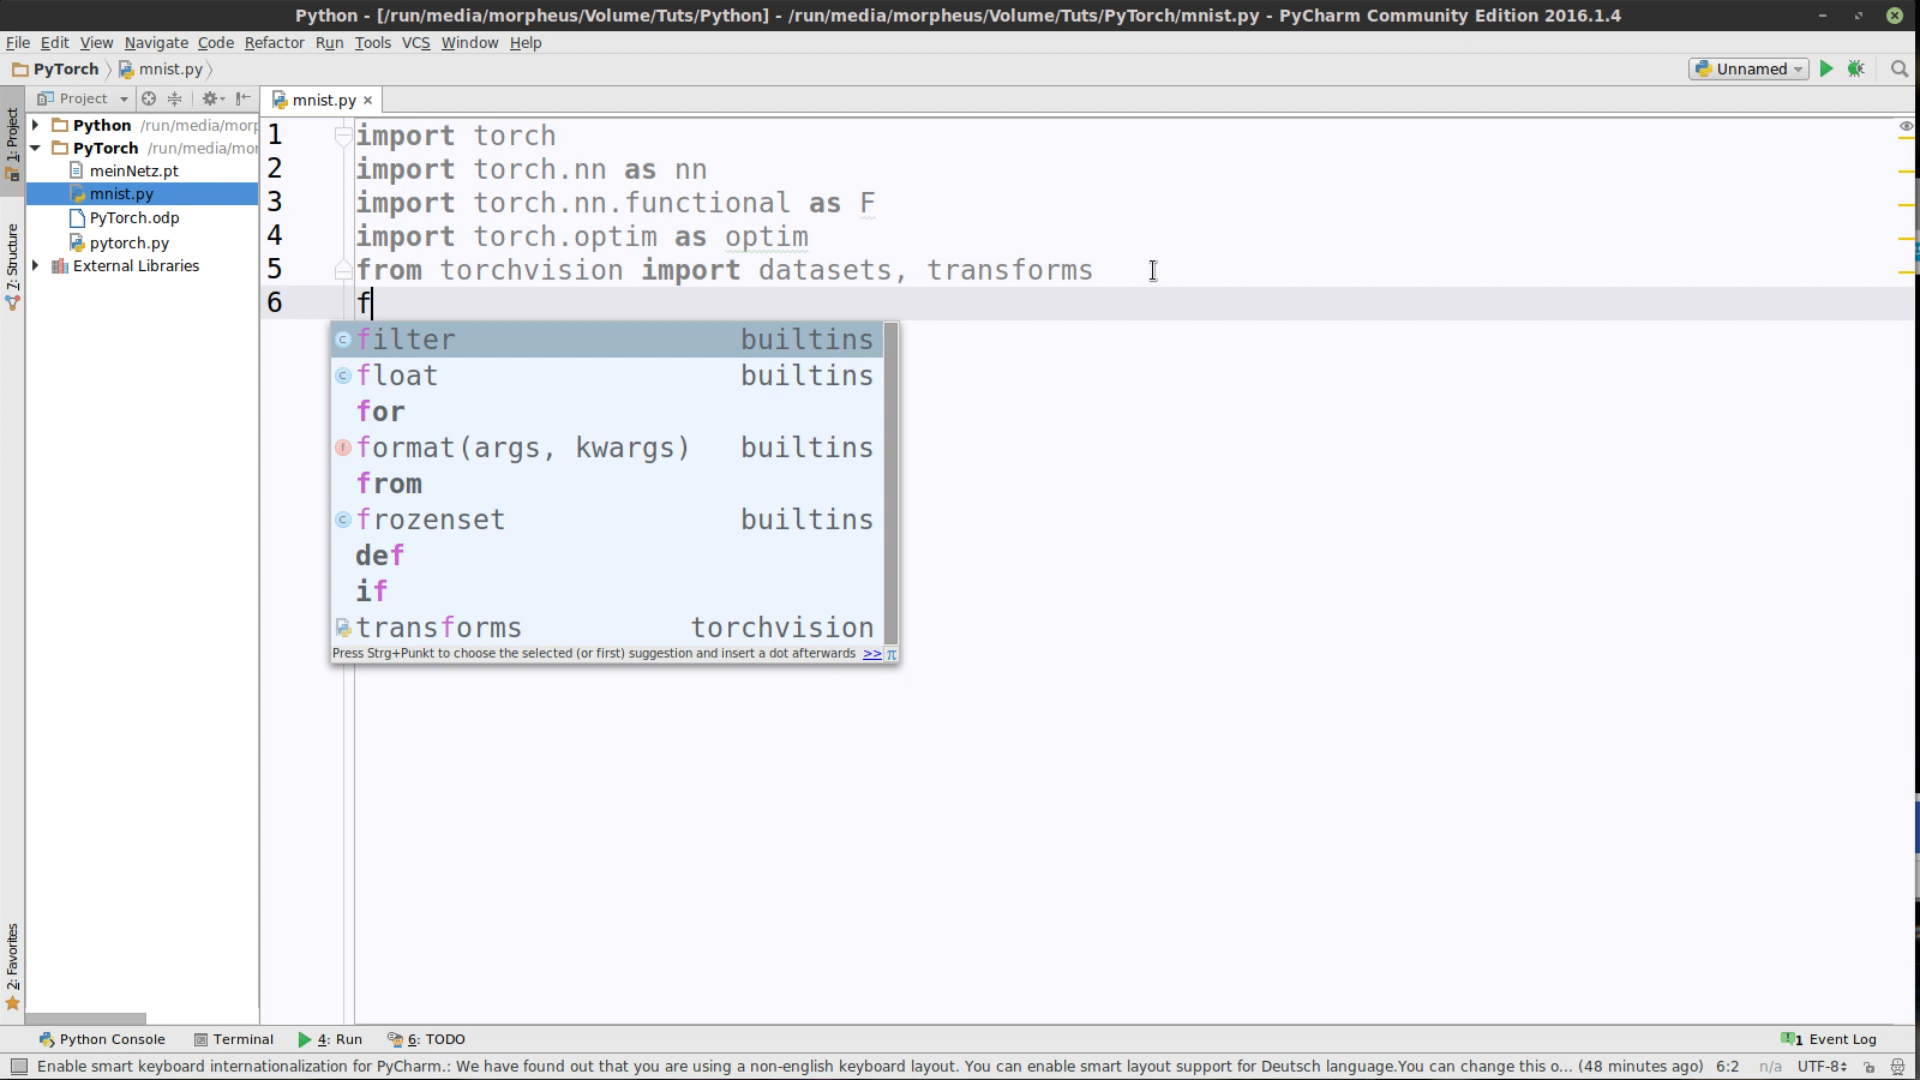 Python - [/run/media/morpheus/Volume/Tuts/Python] - /run/media/morpheus/Volume/Tuts/PyTorch/mnist.py - PyCharm Community Edition 2016.1.4
File Edit View Navigate Code Refactor Run Tools VCS Window Help
PyTorch mnist.py Unnamed
Project mnist.py
1: Project
7: Structure
2: Favorites
Python /run/media/morp
PyTorch /run/media/mor
meinNetz.pt
mnist.py
PyTorch.odp
pytorch.py
External Libraries
1 import torch
2 import torch.nn as nn
3 import torch.nn.functional as F
4 import torch.optim as optim
5 from torchvision import datasets, transforms
6 f
filter builtins
float builtins
for
format(args, kwargs) builtins
from
frozenset builtins
def
if
transforms torchvision
Press Strg+Punkt to choose the selected (or first) suggestion and insert a dot afterwards >> π
Python Console Terminal 4: Run 6: TODO 1 Event Log
Enable smart keyboard internationalization for PyCharm.: We have found out that you are using a non-english keyboard layout. You can enable smart layout support for Deutsch language.You can change this o... (48 minutes ago) 6:2 n/a UTF-8